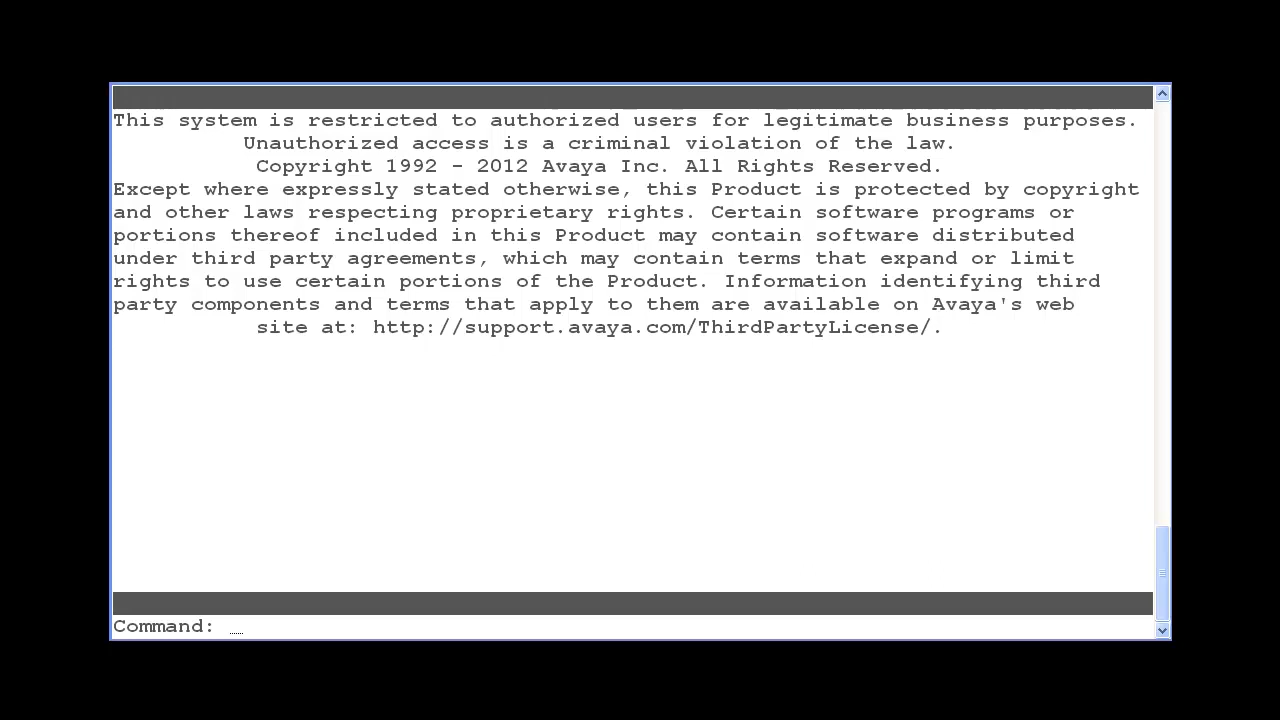 This system is restricted to authorized users for legitimate business purposes.
Unauthorized access is a criminal violation of the law.
Copyright 1992 - 2012 Avaya Inc. All Rights Reserved.
Except where expressly stated otherwise, this Product is protected by copyright
and other laws respecting proprietary rights. Certain software programs or
portions thereof included in this Product may contain software distributed
under third party agreements, which may contain terms that expand or limit
rights to use certain portions of the Product. Information identifying third
party components and terms that apply to them are available on Avaya's web
site at: http://support.avaya.com/ThirdPartyLicense/.
Command: